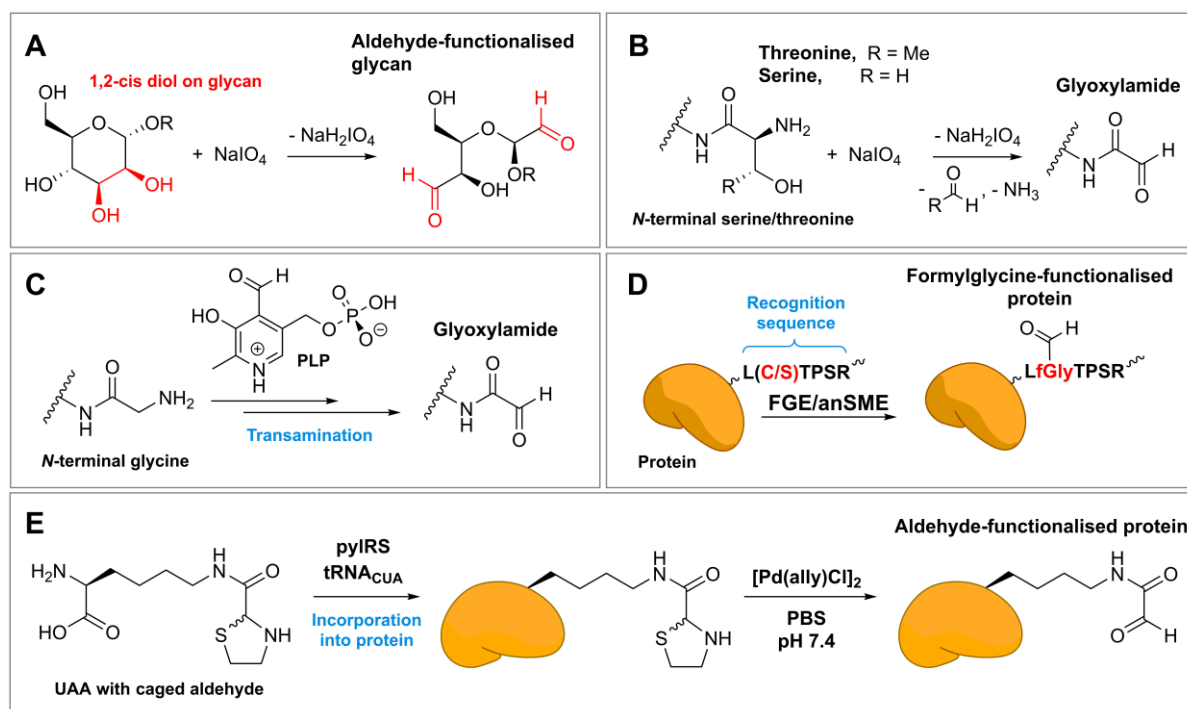 A
1,2-cis diol on glycan
Aldehyde-functionalised
glycan
OH
HO
OR
HO
OH
OH
+ NaIO4
- NaH2IO4
OH
H
O
O
O
H
O
OH
OR
B
Threonine, R = Me
Serine, R = H
O
NH2
N
H
R
OH
N-terminal serine/threonine
+ NaIO4
- NaH2IO4
- R O H , - NH3
Glyoxylamide
O
H
N
H
O
C
O
H
HO
O
O
P
OH
O
⊖
⊕
N
H
PLP
O
NH2
N
H
N-terminal glycine
Transamination
Glyoxylamide
O
H
N
H
O
D
Recognition
sequence
L(C/S)TPSR
FGE/anSME
Protein
Formylglycine-functionalised
protein
O
H
LfGlyTPSR
E
H2N
HO
O
H
N
O
S
NH
UAA with caged aldehyde
pylRS
tRNACUA
Incorporation
into protein
H
N
O
S
NH
[Pd(ally)Cl]2
PBS
pH 7.4
Aldehyde-functionalised protein
H
N
O
O
H